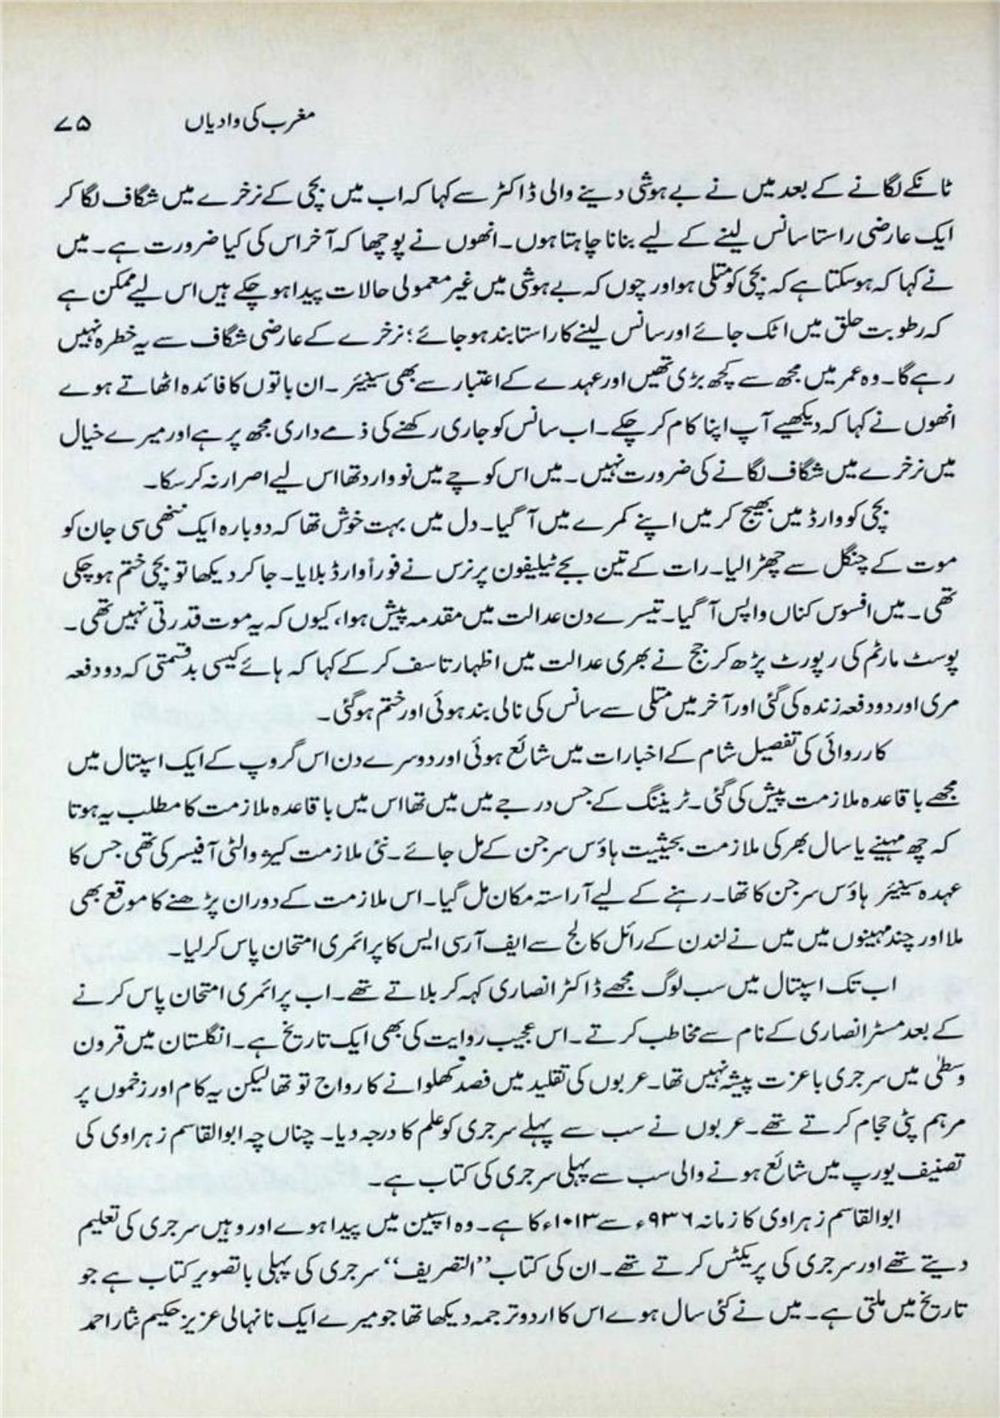 مغرب کی وادیاں ۷۵
ٹانکے لگانے کے بعد میں نے بے ہوشی دینے والی ڈاکٹر سے کہا کہ اب میں بچی کے نرخرے میں شگاف لگا کر
ایک عارضی راستا سانس لینے کے لیے بنانا چاہتا ہوں۔ انھوں نے پوچھا کہ آخر اس کی کیا ضرورت ہے۔ میں
نے کہا کہ ہوسکتا ہے کہ بچی کو متلی ہو اور چوں کہ بے ہوشی میں غیر معمولی حالات پیدا ہو چکے ہیں اس لیے ممکن ہے
کہ رطوبت حلق میں اٹک جائے اور سانس لینے کا راستا بند ہو جائے؛ نرخرے کے عارضی شگاف سے یہ خطرہ نہیں
رہے گا۔ وہ عمر میں مجھ سے کچھ بڑی تھیں اور عہدے کے اعتبار سے بھی سینیئر۔ ان باتوں کا فائدہ اٹھاتے ہوے
انھوں نے کہا کہ دیکھیے آپ اپنا کام کر چکے۔ اب سانس کو جاری رکھنے کی ذمے داری مجھ پر ہے اور میرے خیال
میں نرخرے میں شگاف لگانے کی ضرورت نہیں۔ میں اس کوچے میں نووارد تھا اس لیے اصرار نہ کر سکا۔
بچی کو وارڈ میں بھیج کر میں اپنے کمرے میں آ گیا۔ دل میں بہت خوش تھا کہ دوبارہ ایک ننھی سی جان کو
موت کے چنگل سے چھڑا لیا۔ رات کے تین بجے ٹیلیفون پر نرس نے فوراً وارڈ بلایا۔ جا کر دیکھا تو بچی ختم ہو چکی
تھی۔ میں افسوس کناں واپس آ گیا۔ تیسرے دن عدالت میں مقدمہ پیش ہوا، کیوں کہ یہ موت قدرتی نہیں تھی۔
پوسٹ مارٹم کی رپورٹ پڑھ کر جج نے بھری عدالت میں اظہار تاسف کر کے کہا کہ ہائے کیسی بدقسمتی کہ دو دفعہ
مری اور دو دفعہ زندہ کی گئی اور آخر میں متلی سے سانس کی نالی بند ہوئی اور ختم ہو گئی۔
کارروائی کی تفصیل شام کے اخبارات میں شائع ہوئی اور دوسرے دن اس گروپ کے ایک اسپتال میں
مجھے باقاعدہ ملازمت پیش کی گئی۔ ٹریننگ کے جس درجے میں میں تھا اس میں باقاعدہ ملازمت کا مطلب یہ ہوتا
کہ چھ مہینے یا سال بھر کی ملازمت بحیثیت ہاؤس سرجن کے مل جائے۔ نئی ملازمت کیژوالٹی آفیسر کی تھی جس کا
عہدہ سینیئر ہاؤس سرجن کا تھا۔ رہنے کے لیے آراستہ مکان مل گیا۔ اس ملازمت کے دوران پڑھنے کا موقع بھی
ملا اور چند مہینوں میں میں نے لندن کے رائل کالج سے ایف آر سی ایس کا پرائمری امتحان پاس کر لیا۔
اب تک اسپتال میں سب لوگ مجھے ڈاکٹر انصاری کہہ کر بلاتے تھے۔ اب پرائمری امتحان پاس کرنے
کے بعد مسٹر انصاری کے نام سے مخاطب کرتے۔ اس عجیب روایت کی بھی ایک تاریخ ہے۔ انگلستان میں قرون
وسطیٰ میں سرجری باعزت پیشہ نہیں تھا۔ عربوں کی تقلید میں فصد کھلوانے کا رواج تو تھا لیکن یہ کام اور زخموں پر
مرہم پٹی حجام کرتے تھے۔ عربوں نے سب سے پہلے سرجری کو علم کا درجہ دیا۔ چناں چہ ابوالقاسم زہراوی کی
تصنیف یورپ میں شائع ہونے والی سب سے پہلی سرجری کی کتاب ہے۔
ابوالقاسم زہراوی کا زمانہ ۹۳۶ء سے ۱۰۱۳ء کا ہے۔ وہ اسپین میں پیدا ہوے اور وہیں سرجری کی تعلیم
دیتے تھے اور سرجری کی پریکٹس کرتے تھے۔ ان کی کتاب ’’التصریف‘‘ سرجری کی پہلی باتصویر کتاب ہے جو
تاریخ میں ملتی ہے۔ میں نے کئی سال ہوے اس کا اردو ترجمہ دیکھا تھا جو میرے ایک نانہالی عزیز حکیم نثار احمد